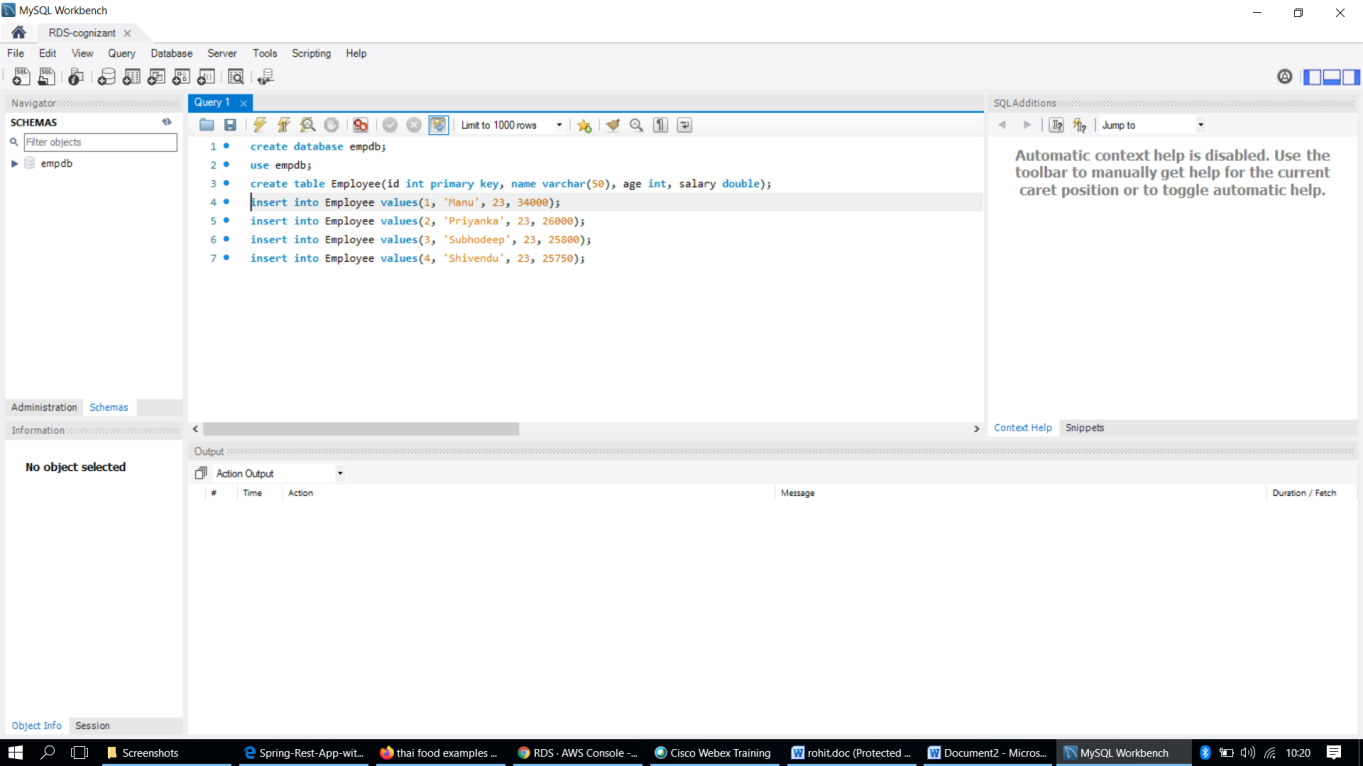 MySQL Workbench
RDS-cognizant
File Edit View Query Database Server Tools Scripting Help
Navigator
SCHEMAS
Filter objects
empdb
Administration Schemas
Information
No object selected
Object Info Session
Query 1
Limit to 1000 rows
1 create database empdb;
2 use empdb;
3 create table Employee(id int primary key, name varchar(50), age int, salary double);
4 insert into Employee values(1, 'Manu', 23, 34000);
5 insert into Employee values(2, 'Priyanka', 23, 26000);
6 insert into Employee values(3, 'Subhodeep', 23, 25800);
7 insert into Employee values(4, 'Shivendu', 23, 25750);
SQLAdditions
Jump to
Automatic context help is disabled. Use the
toolbar to manually get help for the current
caret position or to toggle automatic help.
Context Help Snippets
Output
Action Output
# Time Action Message Duration / Fetch
Screenshots Spring-Rest-App-wit... thai food examples ... RDS · AWS Console -... Cisco Webex Training rohit.doc (Protected ... Document2 - Micros... MySQL Workbench 10:20